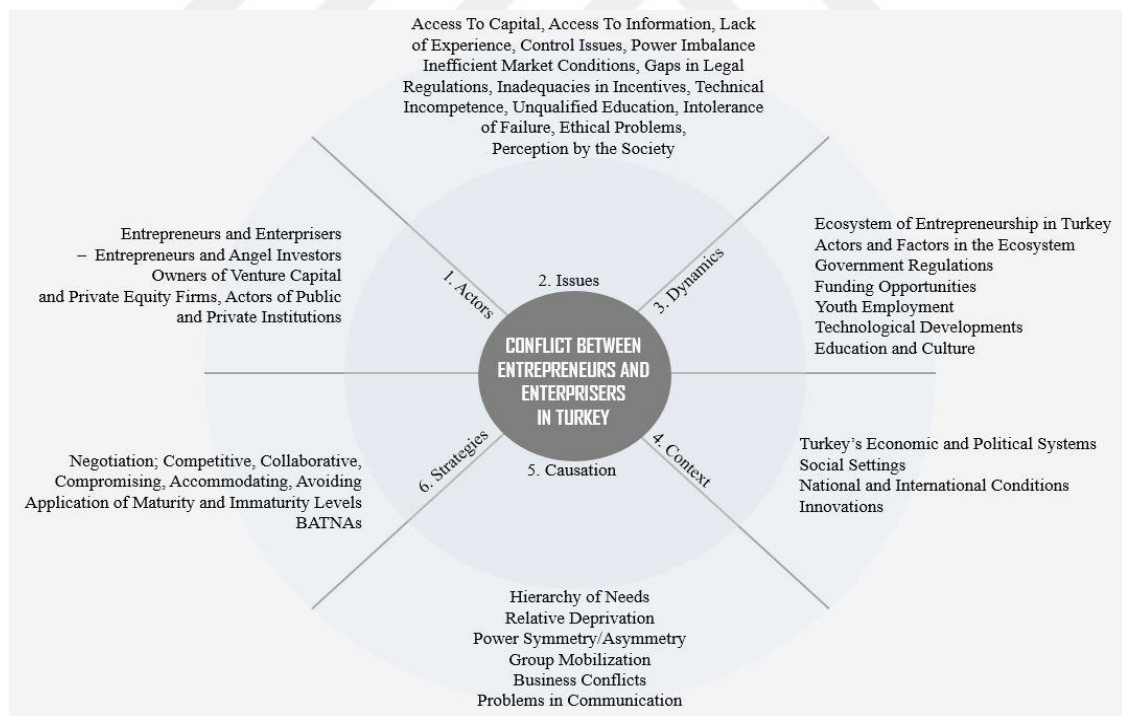 Access To Capital, Access To Information, Lack
of Experience, Control Issues, Power Imbalance
Inefficient Market Conditions, Gaps in Legal
Regulations, Inadequacies in Incentives, Technical
Incompetence, Unqualified Education, Intolerance
of Failure, Ethical Problems,
Perception by the Society
Entrepreneurs and Enterprisers
– Entrepreneurs and Angel Investors
Owners of Venture Capital
and Private Equity Firms, Actors of Public
and Private Institutions
1. Actors
2. Issues
3. Dynamics
Ecosystem of Entrepreneurship in Turkey
Actors and Factors in the Ecosystem
Government Regulations
Funding Opportunities
Youth Employment
Technological Developments
Education and Culture
CONFLICT BETWEEN
ENTREPRENEURS AND
ENTERPRISERS
IN TURKEY
Negotiation; Competitive, Collaborative,
Compromising, Accommodating, Avoiding
Application of Maturity and Immaturity Levels
BATNAs
6. Strategies
5. Causation
4. Context
Turkey's Economic and Political Systems
Social Settings
National and International Conditions
Innovations
Hierarchy of Needs
Relative Deprivation
Power Symmetry/Asymmetry
Group Mobilization
Business Conflicts
Problems in Communication